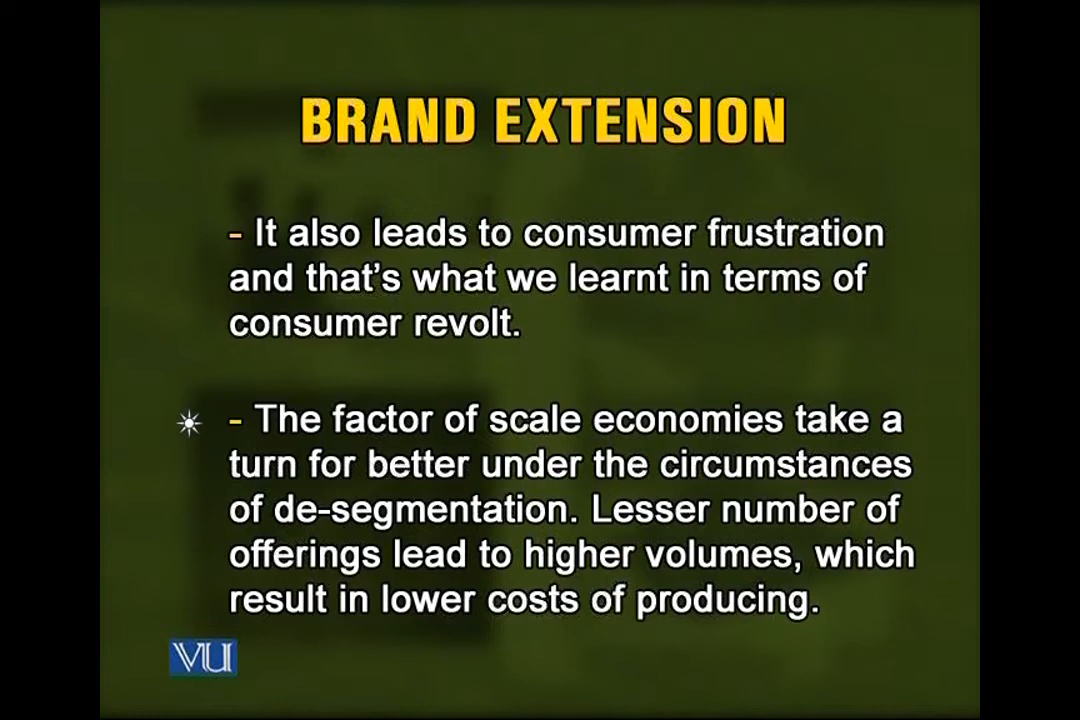 BRAND EXTENSION
- It also leads to consumer frustration
and that's what we learnt in terms of
consumer revolt.
- The factor of scale economies take a
turn for better under the circumstances
of de-segmentation. Lesser number of
offerings lead to higher volumes, which
result in lower costs of producing.
VU